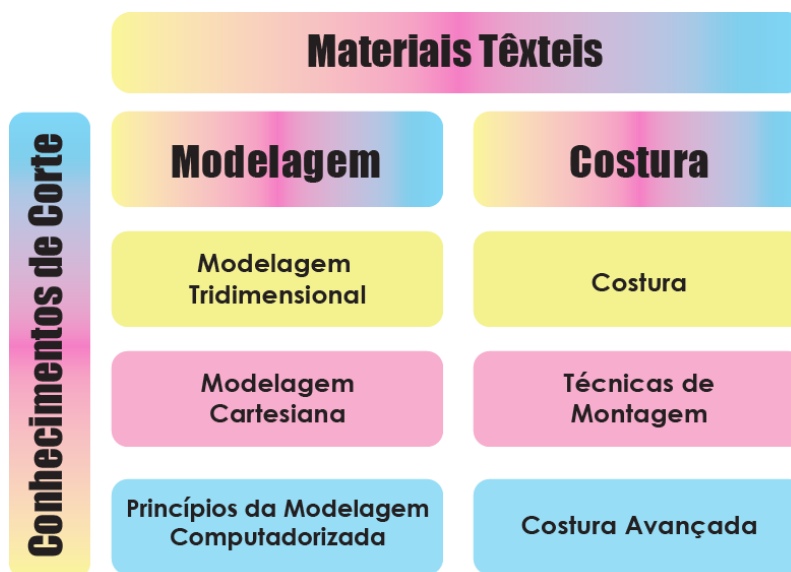 Materiais Têxteis
Conhecimentos de Corte
Modelagem
Costura
Modelagem
Tridimensional
Costura
Modelagem
Cartesiana
Técnicas de
Montagem
Princípios da Modelagem
Computadorizada
Costura Avançada